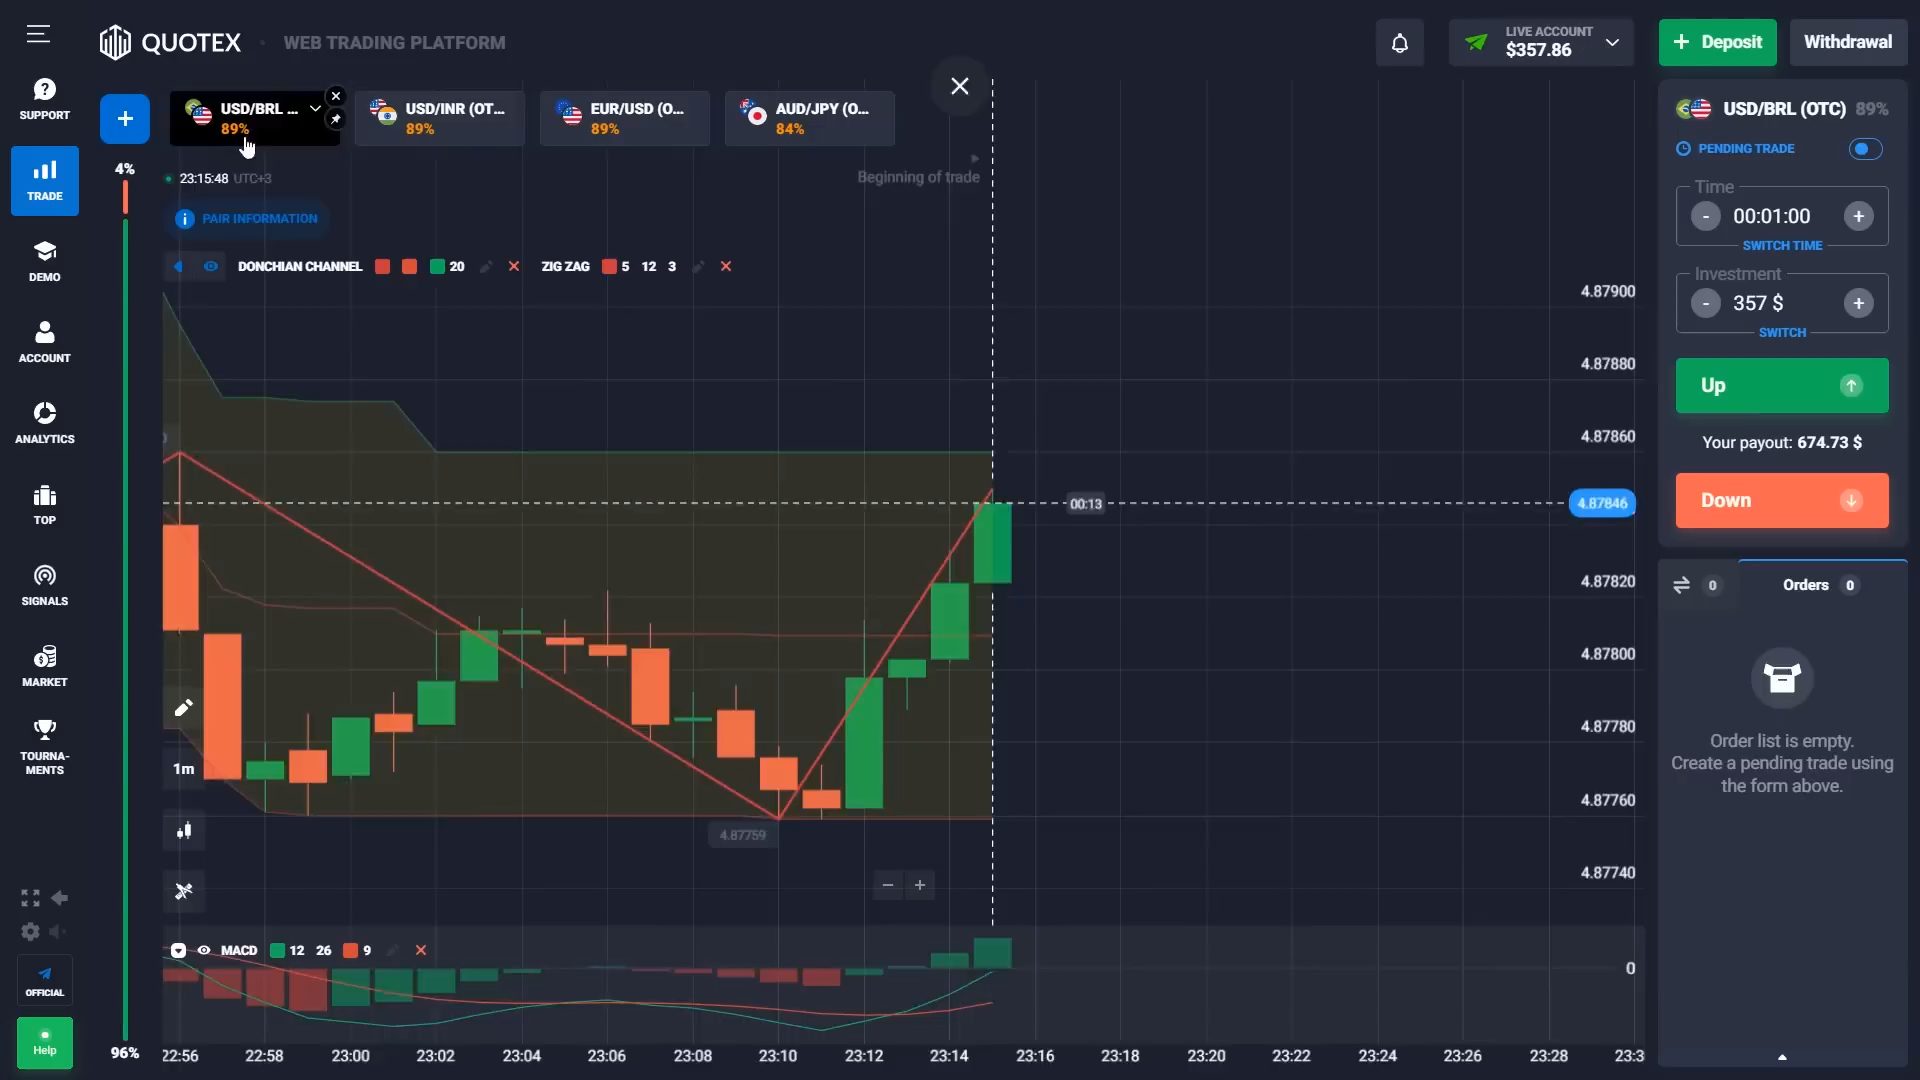 QUOTEX
WEB TRADING PLATFORM
LIVE ACCOUNT
$357.86
+ Deposit
Withdrawal
SUPPORT
TRADE
DEMO
ACCOUNT
ANALYTICS
TOP
SIGNALS
MARKET
TOURNA-
MENTS
OFFICIAL
Help
USD/BRL ...
89%
USD/INR (OT...
89%
EUR/USD (O...
89%
AUD/JPY (O...
84%
4%
96%
23:15:48 UTC+3
Beginning of trade
PAIR INFORMATION
DONCHIAN CHANNEL 20
ZIG ZAG 5 12 3
4.87900
4.87880
4.87860
00:13
4.87846
4.87820
4.87800
4.87780
4.87760
4.87740
1m
4.87759
MACD 12 26 9
0
22:56 22:58 23:00 23:02 23:04 23:06 23:08 23:10 23:12 23:14 23:16 23:18 23:20 23:22 23:24 23:26 23:28 23:3
USD/BRL (OTC) 89%
PENDING TRADE
Time
- 00:01:00 +
SWITCH TIME
Investment
- 357 $ +
SWITCH
Up
Your payout: 674.73 $
Down
0
Orders 0
Order list is empty.
Create a pending trade using
the form above.